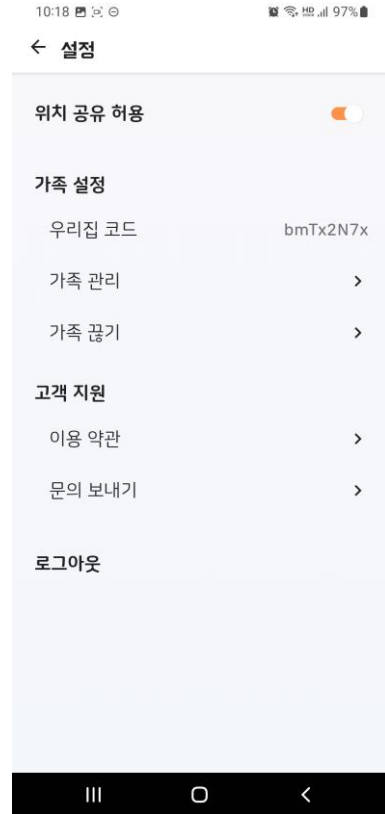 10:18 HD 97%
설정
위치 공유 허용
가족 설정
우리집 코드 bmTx2N7x
가족 관리
가족 끊기
고객 지원
이용 약관
문의 보내기
로그아웃